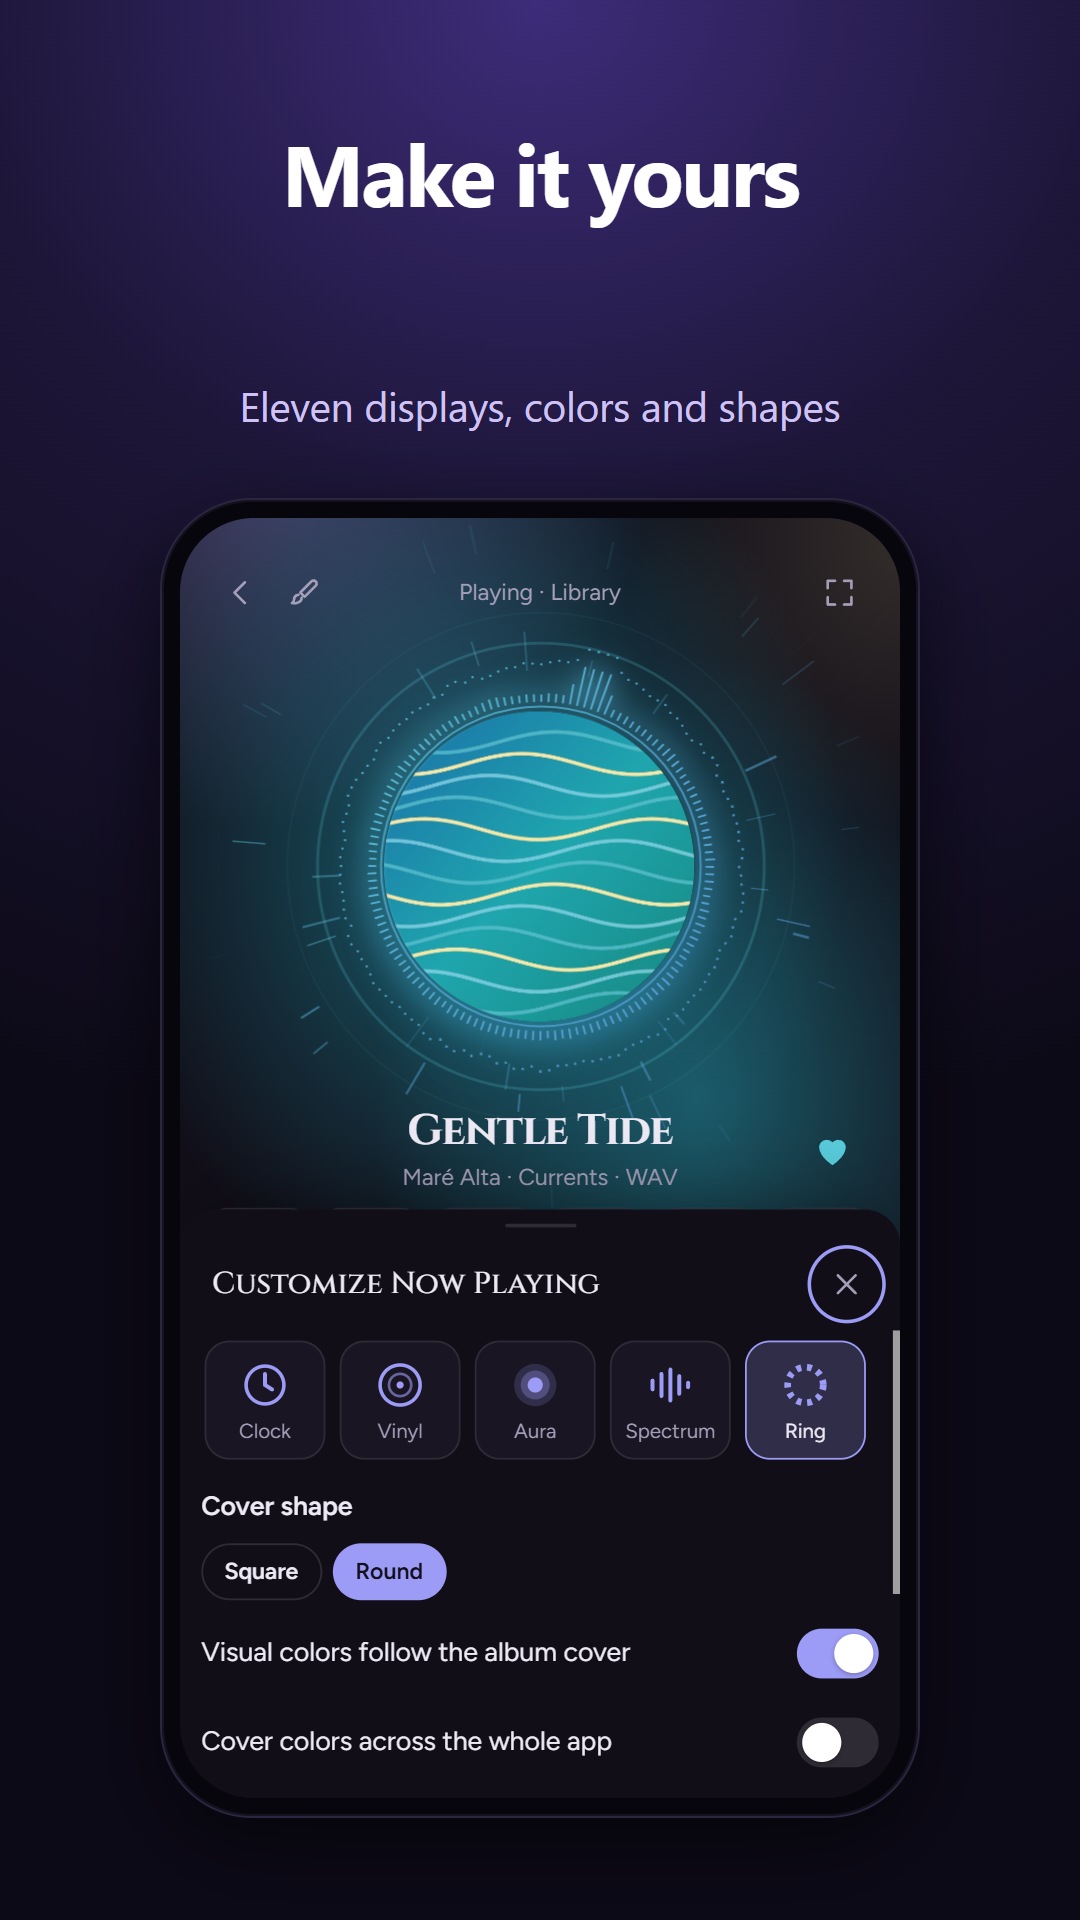 Make it yours
Eleven displays, colors and shapes
Playing · Library
Gentle Tide
Maré Alta · Currents · WAV
Customize Now Playing
Clock
Vinyl
Aura
Spectrum
Ring
Cover shape
Square
Round
Visual colors follow the album cover
Cover colors across the whole app